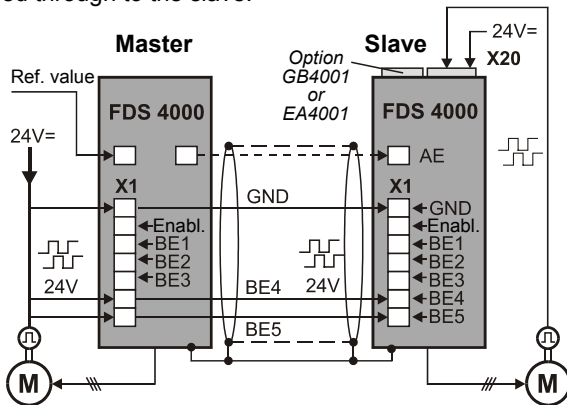 ed through to the slave.
Master
Slave
Option
GB4001
or
EA4001
24V=
X20
Ref. value
FDS 4000
FDS 4000
24V=
AE
X1
X1
GND
GND
Enabl.
Enabl.
BE1
BE1
BE2
BE2
BE3
BE3
24V
24V
BE4
BE4
BE5
BE5
M
M